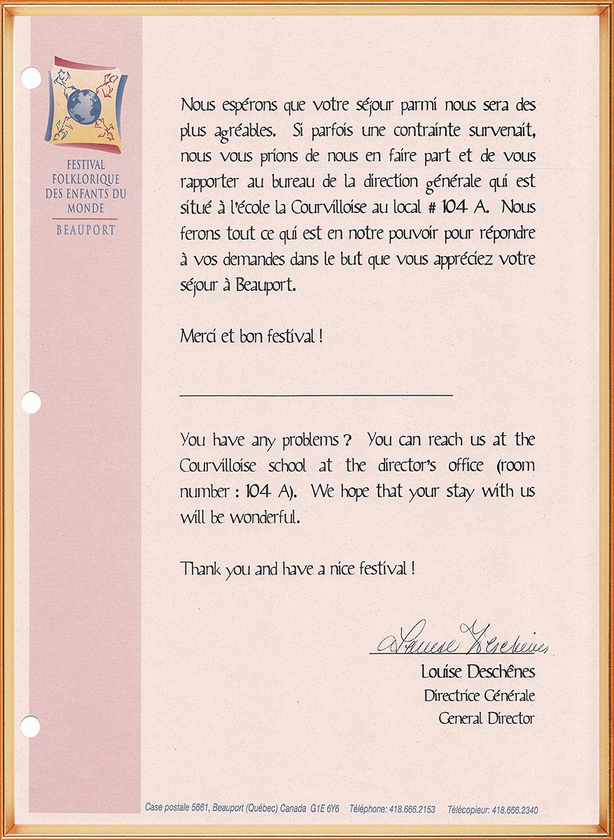 FESTIVAL
FOLKLORIQUE
DES ENFANTS DU
MONDE
BEAUPORT
Nous espérons que votre séjour parmi nous sera des
plus agréables. Si parfois une contrainte survenait,
nous vous prions de nous en faire part et de vous
rapporter au bureau de la direction générale qui est
situé à l'école la Courvilloise au local # 104 A. Nous
ferons tout ce qui est en notre pouvoir pour répondre
à vos demandes dans le but que vous appréciez votre
séjour à Beauport.
Merci et bon festival !
You have any problems ? You can reach us at the
Courvilloise school at the director's office (room
number : 104 A). We hope that your stay with us
will be wonderful.
Thank you and have a nice festival !
Louise Deschênes
Louise Deschênes
Directrice Générale
General Director
Case postale 5661, Beauport (Québec) Canada G1E 6Y6 Téléphone: 418.666.2153 Télécopieur: 418.666.2340